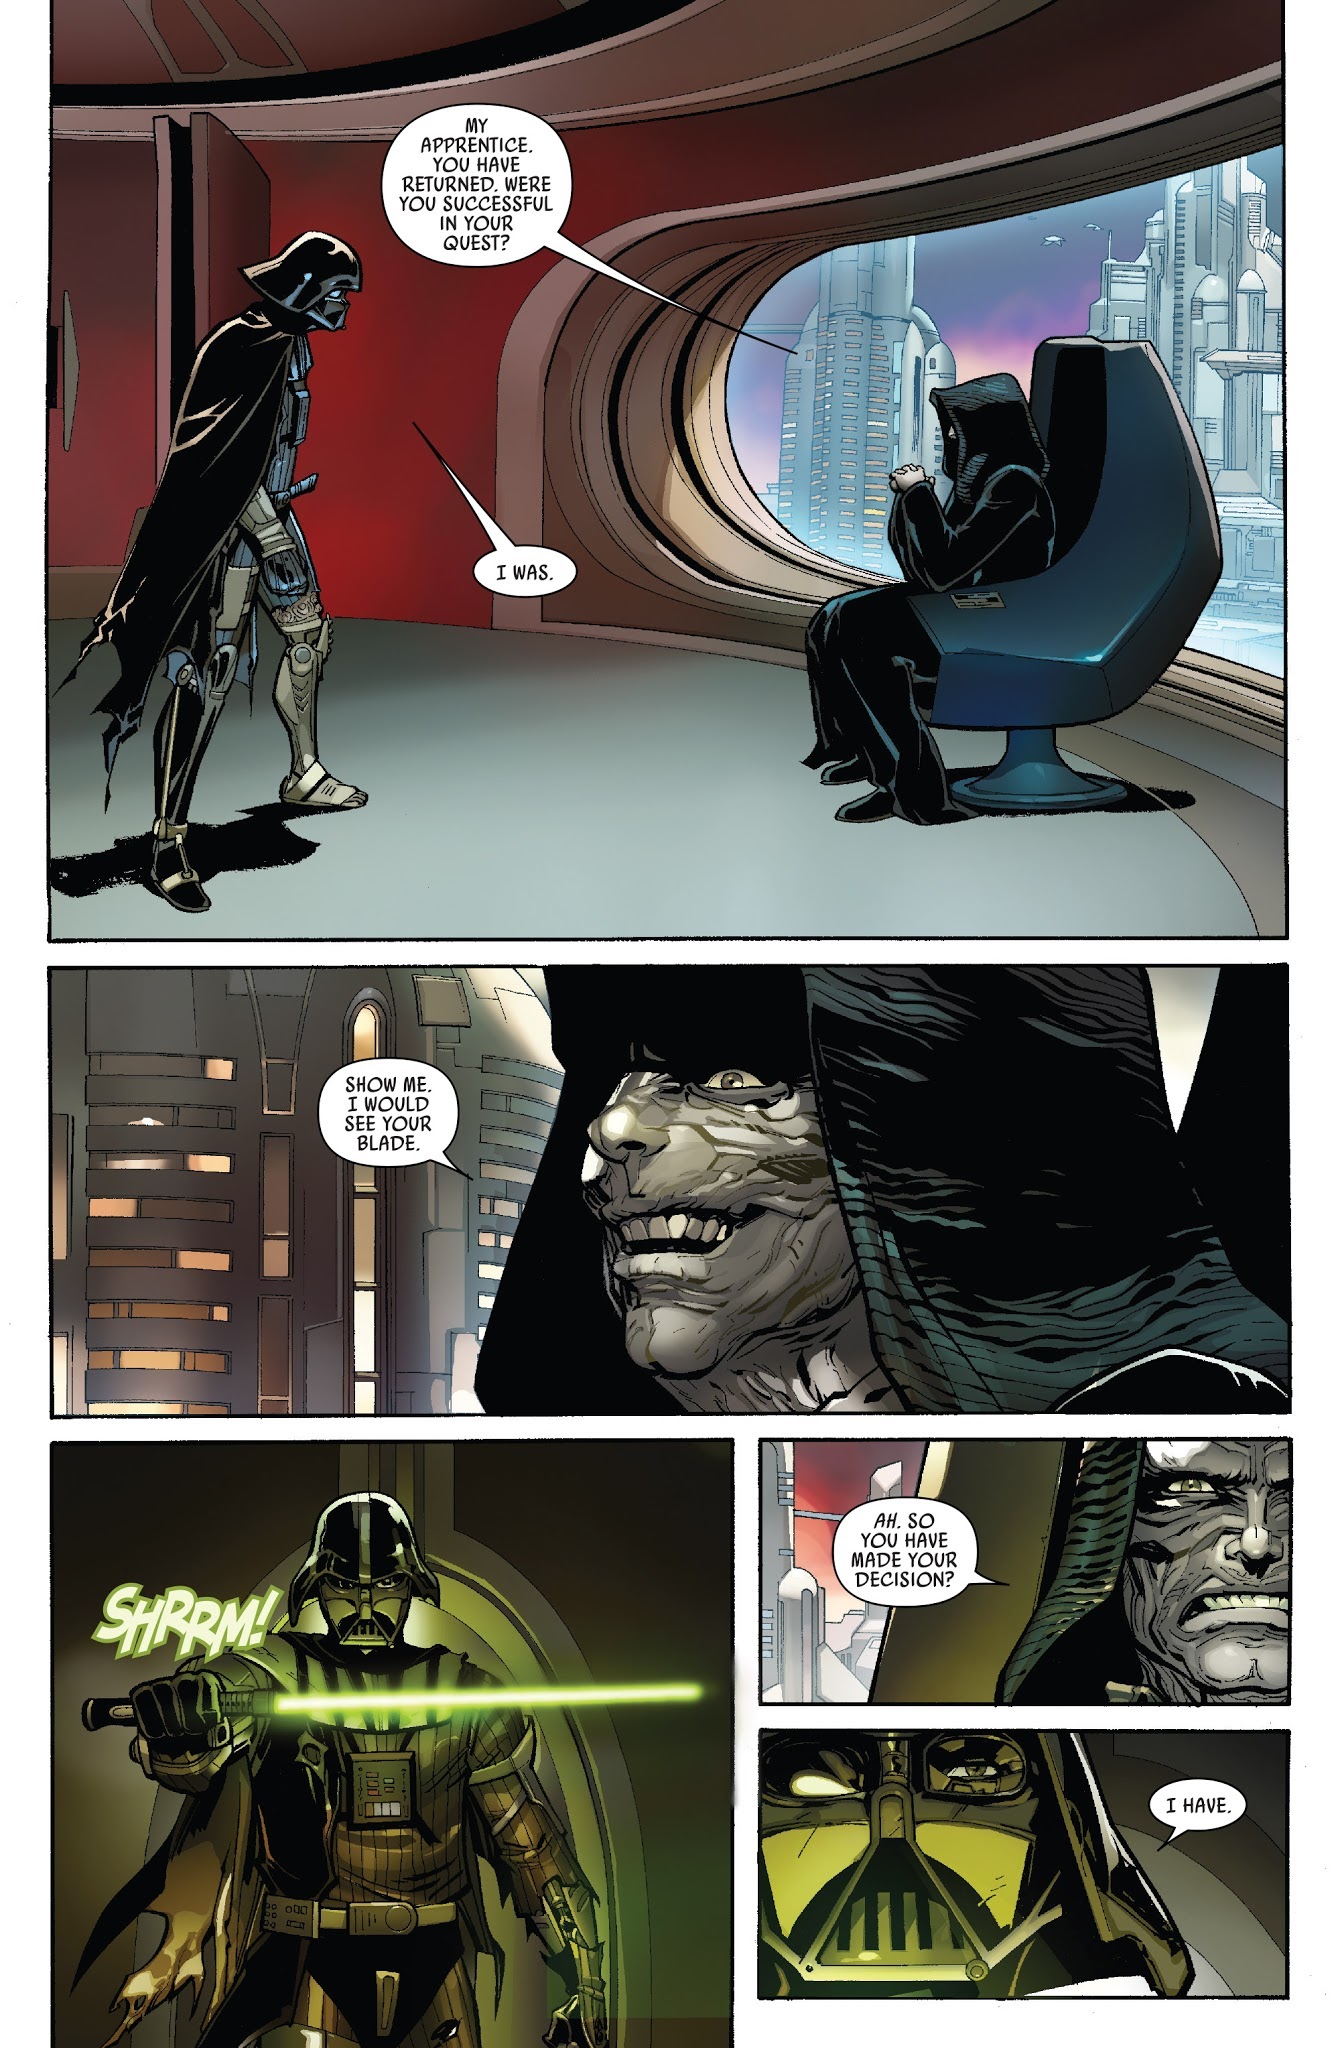 MY
APPRENTICE.
YOU HAVE
RETURNED. WERE
YOU SUCCESSFUL
IN YOUR
QUEST?
I WAS.
SHOW ME.
I WOULD
SEE YOUR
BLADE.
SHRRM!
AH. SO
YOU HAVE
MADE YOUR
DECISION?
I HAVE.